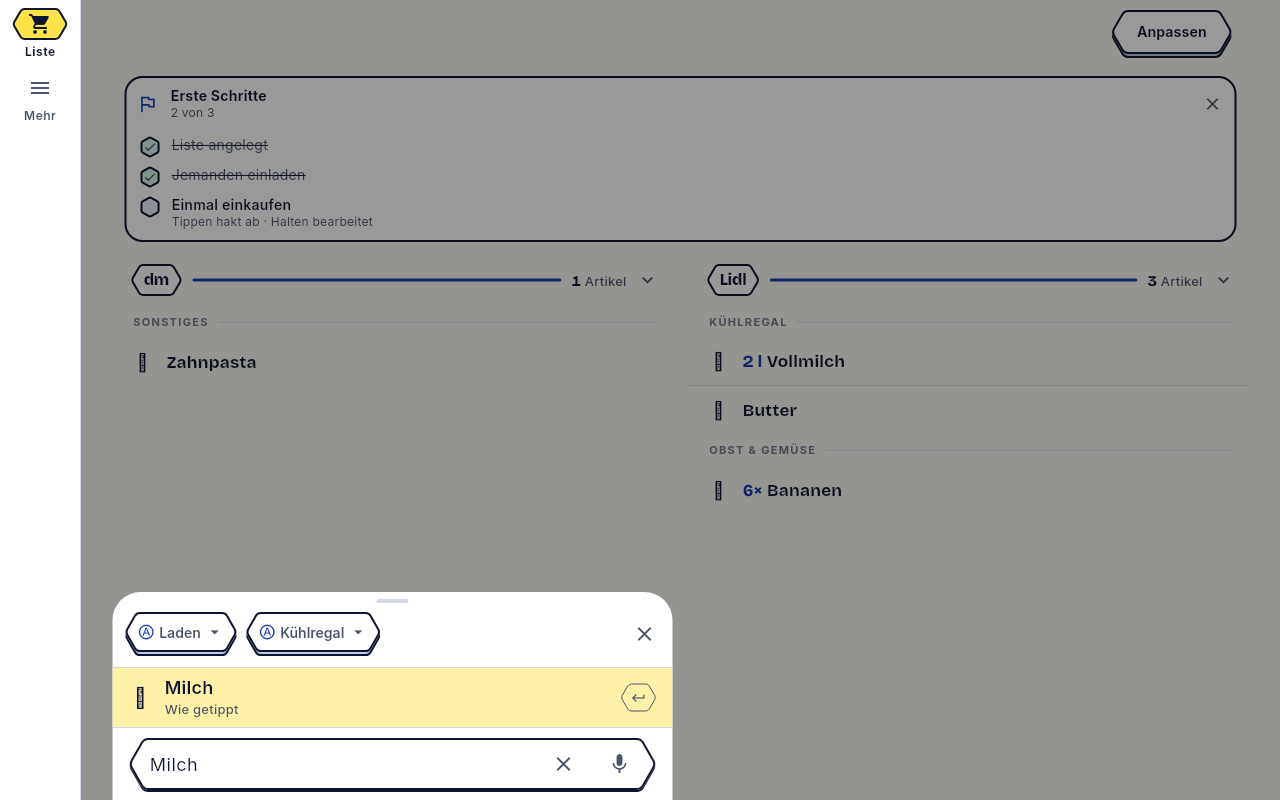 Liste
Mehr
Anpassen
Erste Schritte
2 von 3
Liste angelegt
Jemanden einladen
Einmal einkaufen
Tippen hakt ab · Halten bearbeitet
dm
1 Artikel
SONSTIGES
Zahnpasta
Lidl
3 Artikel
KÜHLREGAL
2 l Vollmilch
Butter
OBST & GEMÜSE
6× Bananen
Laden
Kühlregal
Milch
Wie getippt
Milch